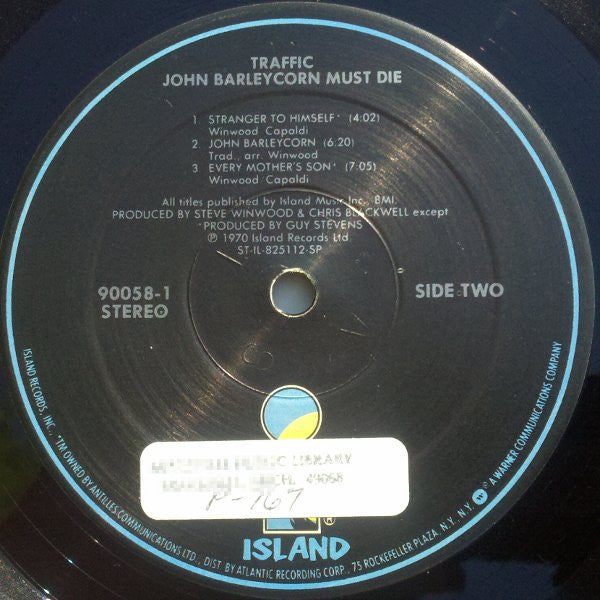 TRAFFIC
JOHN BARLEYCORN MUST DIE
1. STRANGER TO HIMSELF* (4:02)
Winwood Capaldi
2. JOHN BARLEYCORN (6.20)
Trad., arr. Winwood
3. EVERY MOTHER'S SON* (7:05)
Winwood Capaldi
All titles published by Island Music Inc., BMI
PRODUCED BY STEVE WINWOOD & CHRIS BLACKWELL except
*PRODUCED BY GUY STEVENS
℗ 1970 Island Records Ltd
ST-IL-825112-SP
90058-1
STEREO
SIDE TWO
LIBRARY
49068
P-167
ISLAND
ISLAND RECORDS, INC., *TM OWNED BY ANTILLES COMMUNICATIONS LTD., DIST. BY ATLANTIC RECORDING CORP., 75 ROCKEFELLER PLAZA, N.Y., N.Y. A WARNER COMMUNICATIONS COMPANY